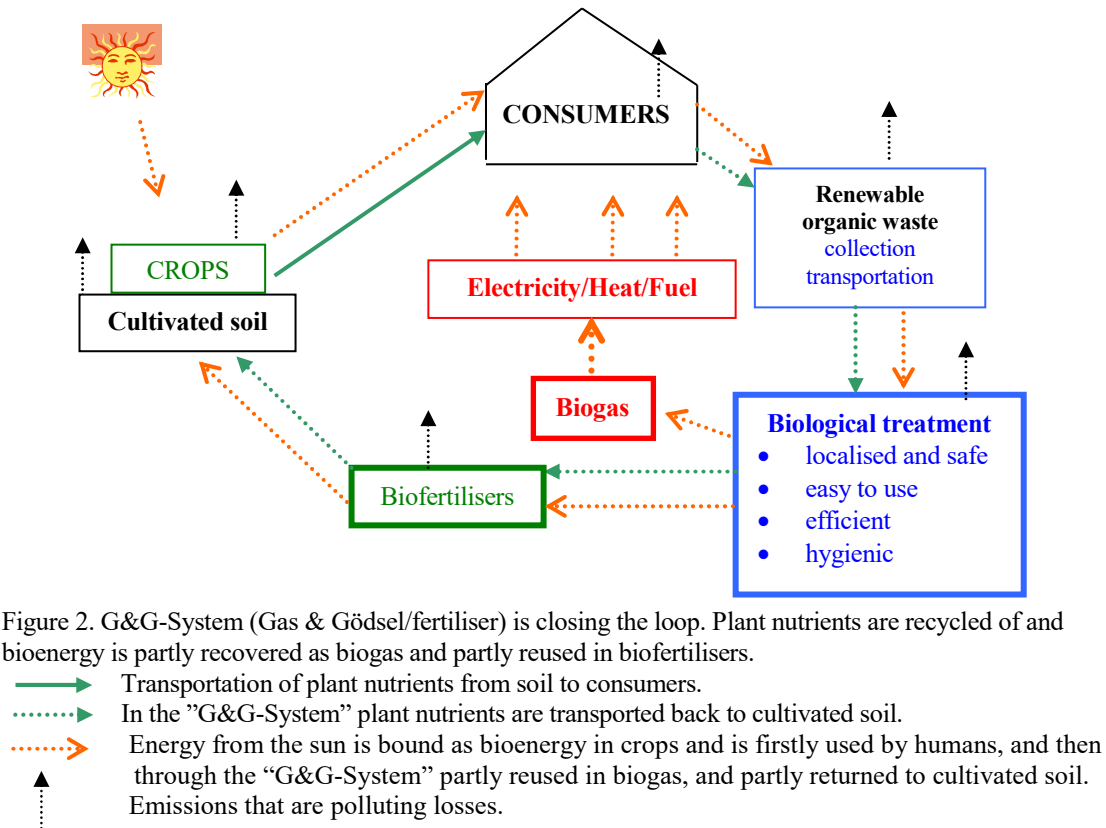 CONSUMERS
Renewable
organic waste
collection
transportation
CROPS
Cultivated soil
Electricity/Heat/Fuel
Biogas
Biological treatment
• localised and safe
• easy to use
• efficient
• hygienic
Biofertilisers
Figure 2. G&G-System (Gas & Gödsel/fertiliser) is closing the loop. Plant nutrients are recycled of and
bioenergy is partly recovered as biogas and partly reused in biofertilisers.
Transportation of plant nutrients from soil to consumers.
In the ”G&G-System” plant nutrients are transported back to cultivated soil.
Energy from the sun is bound as bioenergy in crops and is firstly used by humans, and then
through the “G&G-System” partly reused in biogas, and partly returned to cultivated soil.
Emissions that are polluting losses.